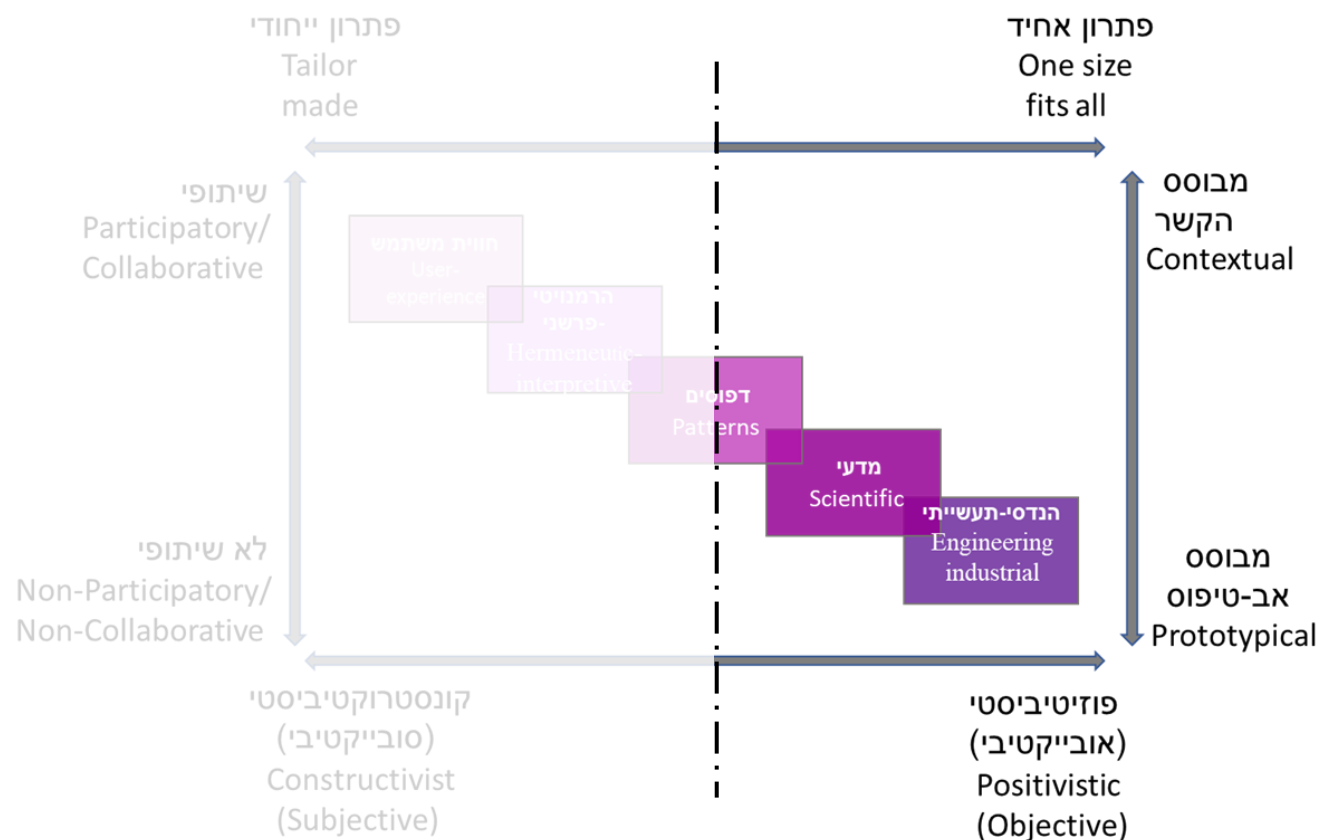 פתרון ייחודי
Tailor
made
פתרון אחיד
One size
fits all
שיתופי
Participatory/
Collaborative
מבוסס
הקשר
Contextual
חווית משתמש
User-
experience
הרמנויטי
פרשני-
Hermeneutic-
interpretive
דפוסים
Patterns
מדעי
Scientific
הנדסי-תעשייתי
Engineering
industrial
לא שיתופי
Non-Participatory/
Non-Collaborative
מבוסס
אב-טיפוס
Prototypical
קונסטרוקטיביסטי
(סובייקטיבי)
Constructivist
(Subjective)
פוזיטיביסטי
(אובייקטיבי)
Positivistic
(Objective)